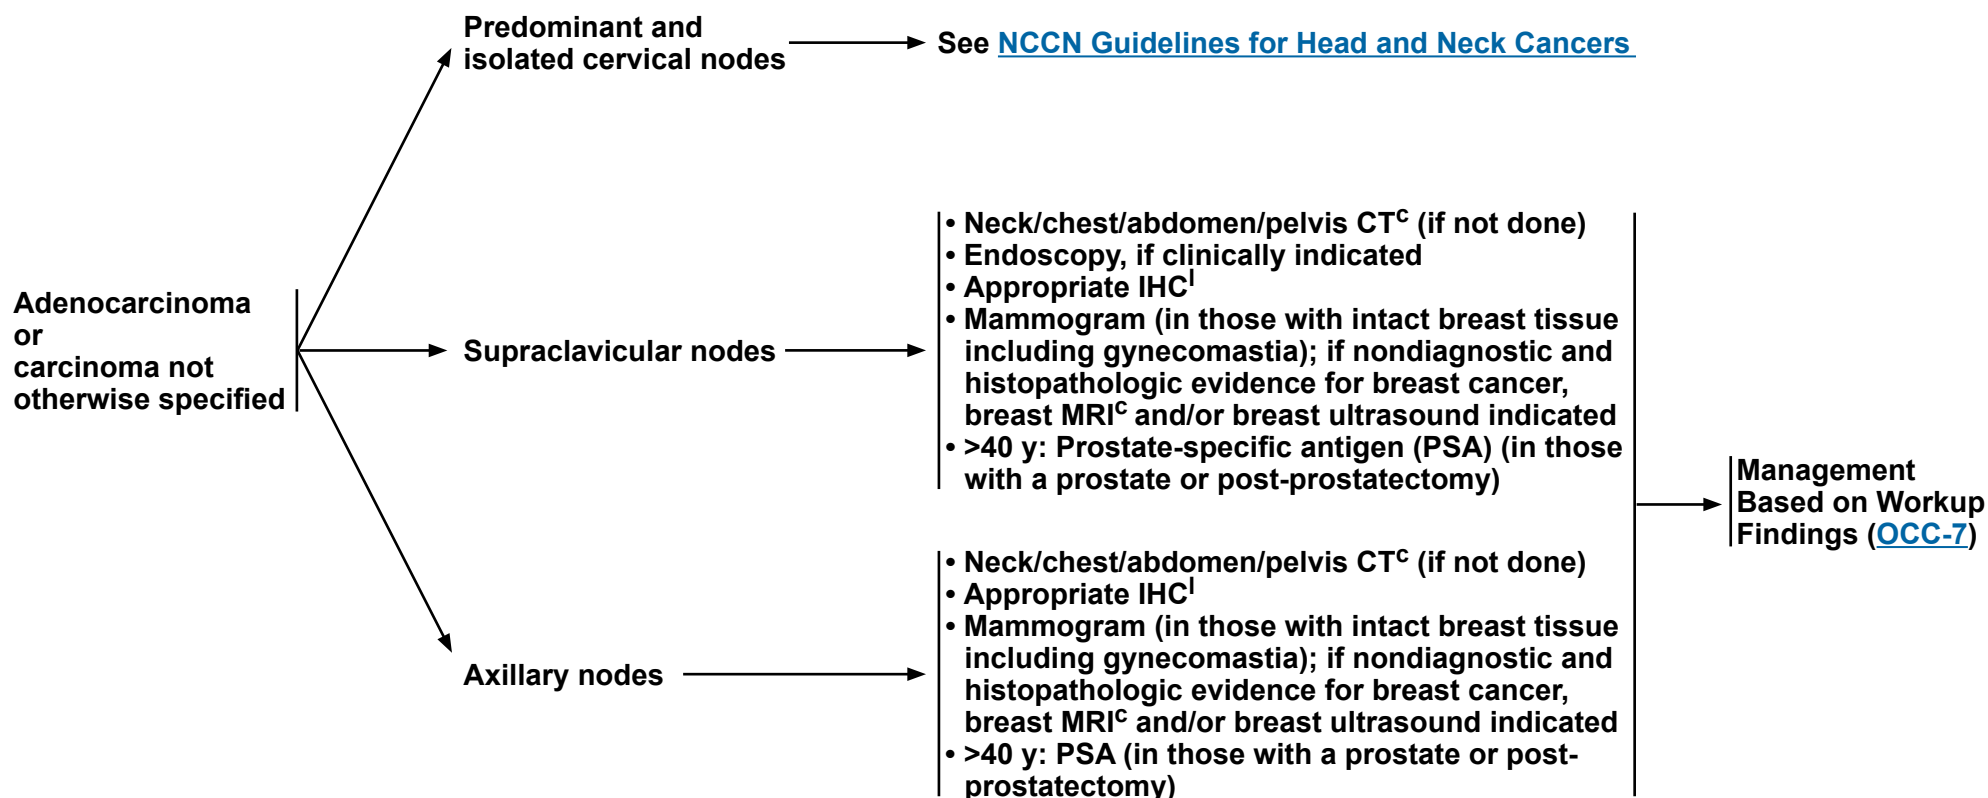 Predominant and
isolated cervical nodes
See NCCN Guidelines for Head and Neck Cancers
Adenocarcinoma
or
carcinoma not
otherwise specified
Supraclavicular nodes
• Neck/chest/abdomen/pelvis CTᶜ (if not done)
• Endoscopy, if clinically indicated
• Appropriate IHCˡ
• Mammogram (in those with intact breast tissue
including gynecomastia); if nondiagnostic and
histopathologic evidence for breast cancer,
breast MRIᶜ and/or breast ultrasound indicated
• >40 y: Prostate-specific antigen (PSA) (in those
with a prostate or post-prostatectomy)
Axillary nodes
• Neck/chest/abdomen/pelvis CTᶜ (if not done)
• Appropriate IHCˡ
• Mammogram (in those with intact breast tissue
including gynecomastia); if nondiagnostic and
histopathologic evidence for breast cancer,
breast MRIᶜ and/or breast ultrasound indicated
• >40 y: PSA (in those with a prostate or post-
prostatectomy)
Management
Based on Workup
Findings (OCC-7)